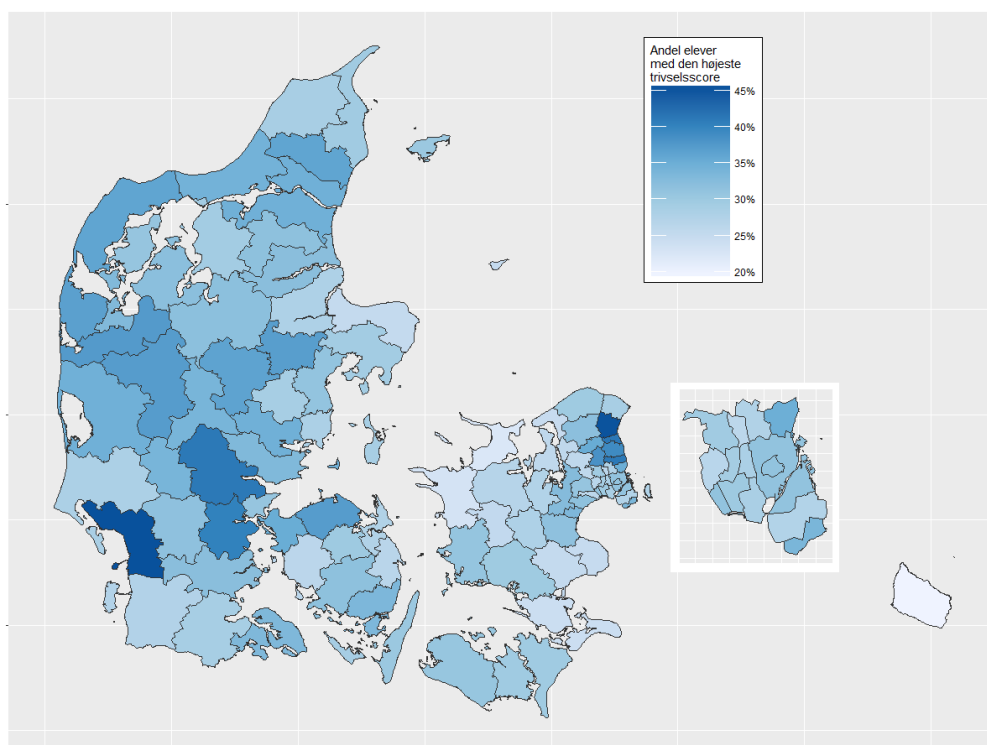 Andel elever
med den højeste
trivselsscore
45%
40%
35%
30%
25%
20%